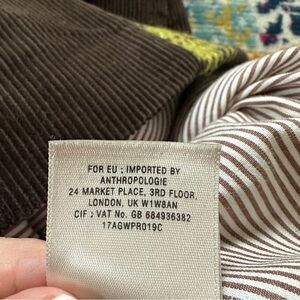 FOR EU ; IMPORTED BY
ANTHROPOLOGIE
24 MARKET PLACE, 3RD FLOOR,
LONDON, UK W1W8AN
CIF ; VAT No. GB 684936382
17AGWPR019C